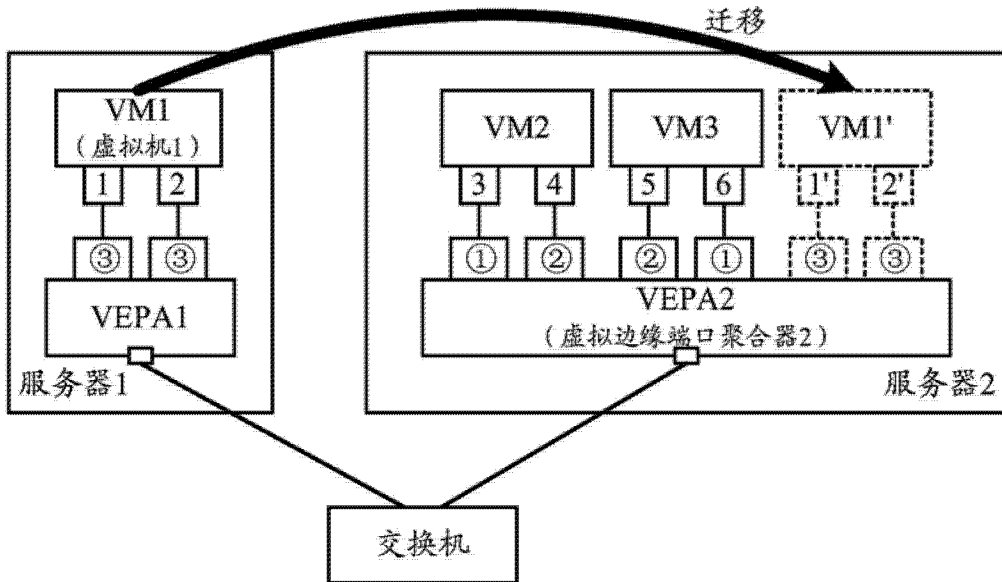 迁移
VM1
（虚拟机1）
VM2
VM3
VM1'
1 2
3 4 5 6 1' 2'
③ ③
① ② ② ① ③ ③
VEPA1
VEPA2
（虚拟边缘端口聚合器2）
服务器1
服务器2
交换机